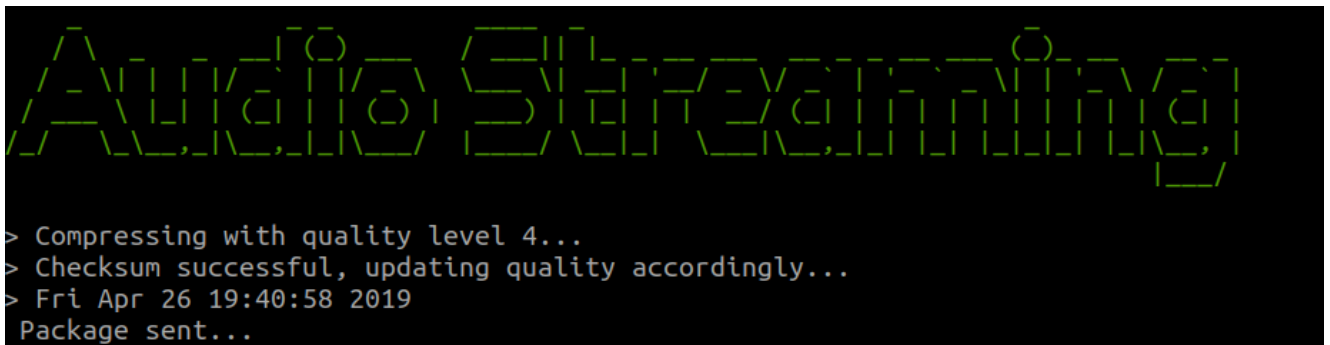 Audio Streaming
> Compressing with quality level 4...
> Checksum successful, updating quality accordingly...
> Fri Apr 26 19:40:58 2019
Package sent...